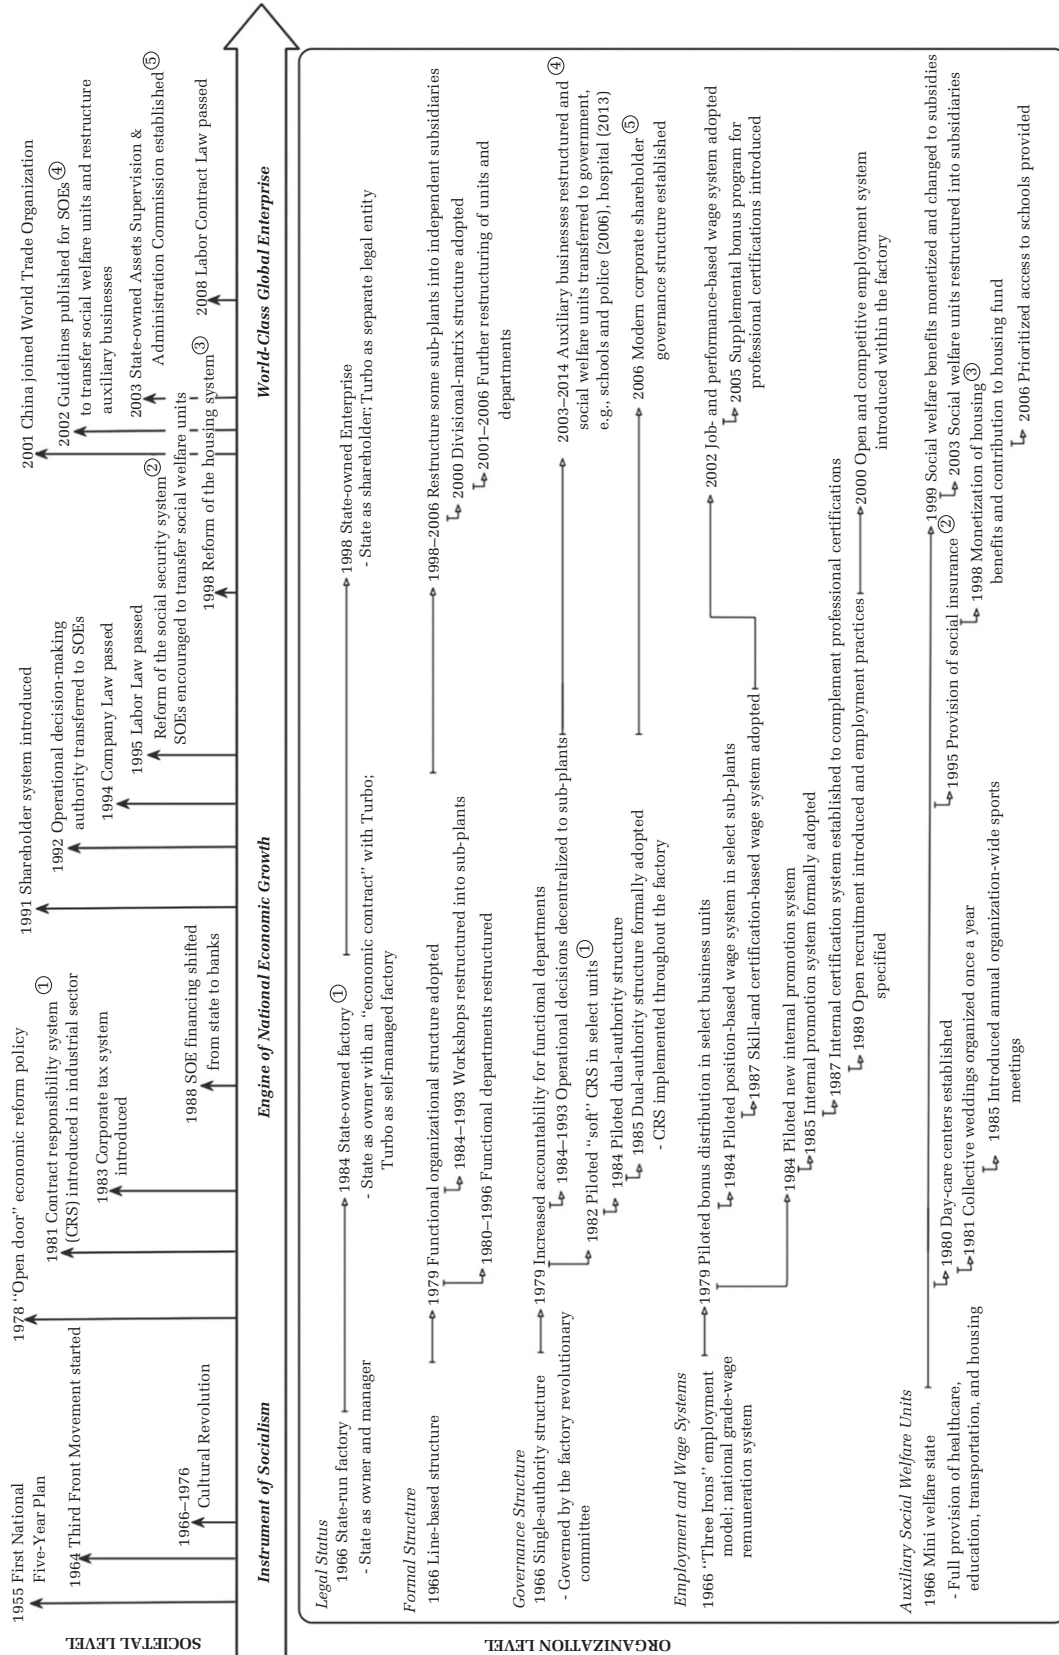 SOCIETAL LEVEL
1955 First National
Five-Year Plan
1964 Third Front Movement started
1966–1976
Cultural Revolution
1978 “Open door” economic reform policy
1981 Contract responsibility system ①
(CRS) introduced in industrial sector
1983 Corporate tax system
introduced
1988 SOE financing shifted
from state to banks
1991 Shareholder system introduced
1992 Operational decision-making
authority transferred to SOEs
1994 Company Law passed
1995 Labor Law passed
Reform of the social security system ②
SOEs encouraged to transfer social welfare units
1998 Reform of the housing system ③
2001 China joined World Trade Organization
2002 Guidelines published for SOEs ④
to transfer social welfare units and restructure
auxiliary businesses
2003 State-owned Assets Supervision &
Administration Commission established ⑤
2008 Labor Contract Law passed
Instrument of Socialism
Engine of National Economic Growth
World-Class Global Enterprise
ORGANIZATION LEVEL
Legal Status
1966 State-run factory
- State as owner and manager
1984 State-owned factory ①
- State as owner with an “economic contract” with Turbo;
Turbo as self-managed factory
1998 State-owned Enterprise
- State as shareholder; Turbo as separate legal entity
Formal Structure
1966 Line-based structure
1979 Functional organizational structure adopted
1984–1993 Workshops restructured into sub-plants
1980–1996 Functional departments restructured
1998–2006 Restructure some sub-plants into independent subsidiaries
2000 Divisional-matrix structure adopted
2001–2006 Further restructuring of units and
departments
Governance Structure
1966 Single-authority structure
- Governed by the factory revolutionary
committee
1979 Increased accountability for functional departments
1984–1993 Operational decisions decentralized to sub-plants
1982 Piloted “soft” CRS in select units ①
1984 Piloted dual-authority structure
1985 Dual-authority structure formally adopted
- CRS implemented throughout the factory
2003–2014 Auxiliary businesses restructured and ④
social welfare units transferred to government,
e.g., schools and police (2006), hospital (2013)
2006 Modern corporate shareholder ⑤
governance structure established
Employment and Wage Systems
1966 “Three Irons” employment
model; national grade-wage
remuneration system
1979 Piloted bonus distribution in select business units
1984 Piloted position-based wage system in select sub-plants
1987 Skill-and certification-based wage system adopted
1984 Piloted new internal promotion system
1985 Internal promotion system formally adopted
1987 Internal certification system established to complement professional certifications
1989 Open recruitment introduced and employment practices
specified
2002 Job- and performance-based wage system adopted
2005 Supplemental bonus program for
professional certifications introduced
2000 Open and competitive employment system
introduced within the factory
Auxiliary Social Welfare Units
1966 Mini welfare state
- Full provision of healthcare,
education, transportation, and housing
1980 Day-care centers established
1981 Collective weddings organized once a year
1985 Introduced annual organization-wide sports
meetings
1995 Provision of social insurance ②
1998 Monetization of housing ③
benefits and contribution to housing fund
1999 Social welfare benefits monetized and changed to subsidies
2003 Social welfare units restructured into subsidiaries
2006 Prioritized access to schools provided